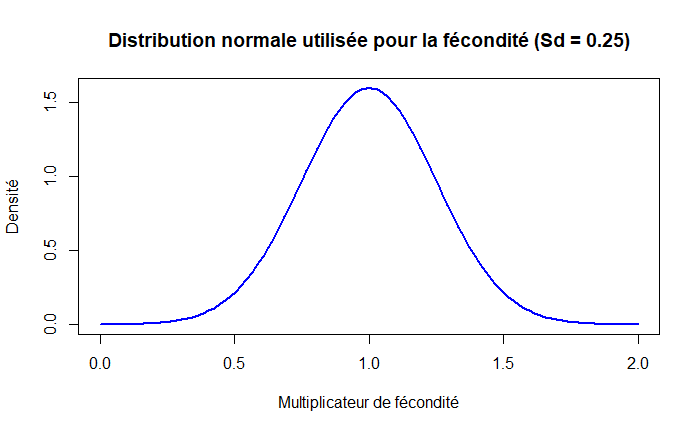 Distribution normale utilisée pour la fécondité (Sd = 0.25)
Densité
1.5
1.0
0.5
0.0
0.0 0.5 1.0 1.5 2.0
Multiplicateur de fécondité